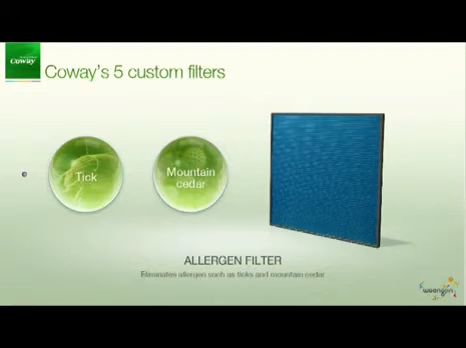 Coway
Coway's 5 custom filters
Tick
Mountain
cedar
ALLERGEN FILTER
Eliminates allergen such as ticks and mountain cedar
woongjin